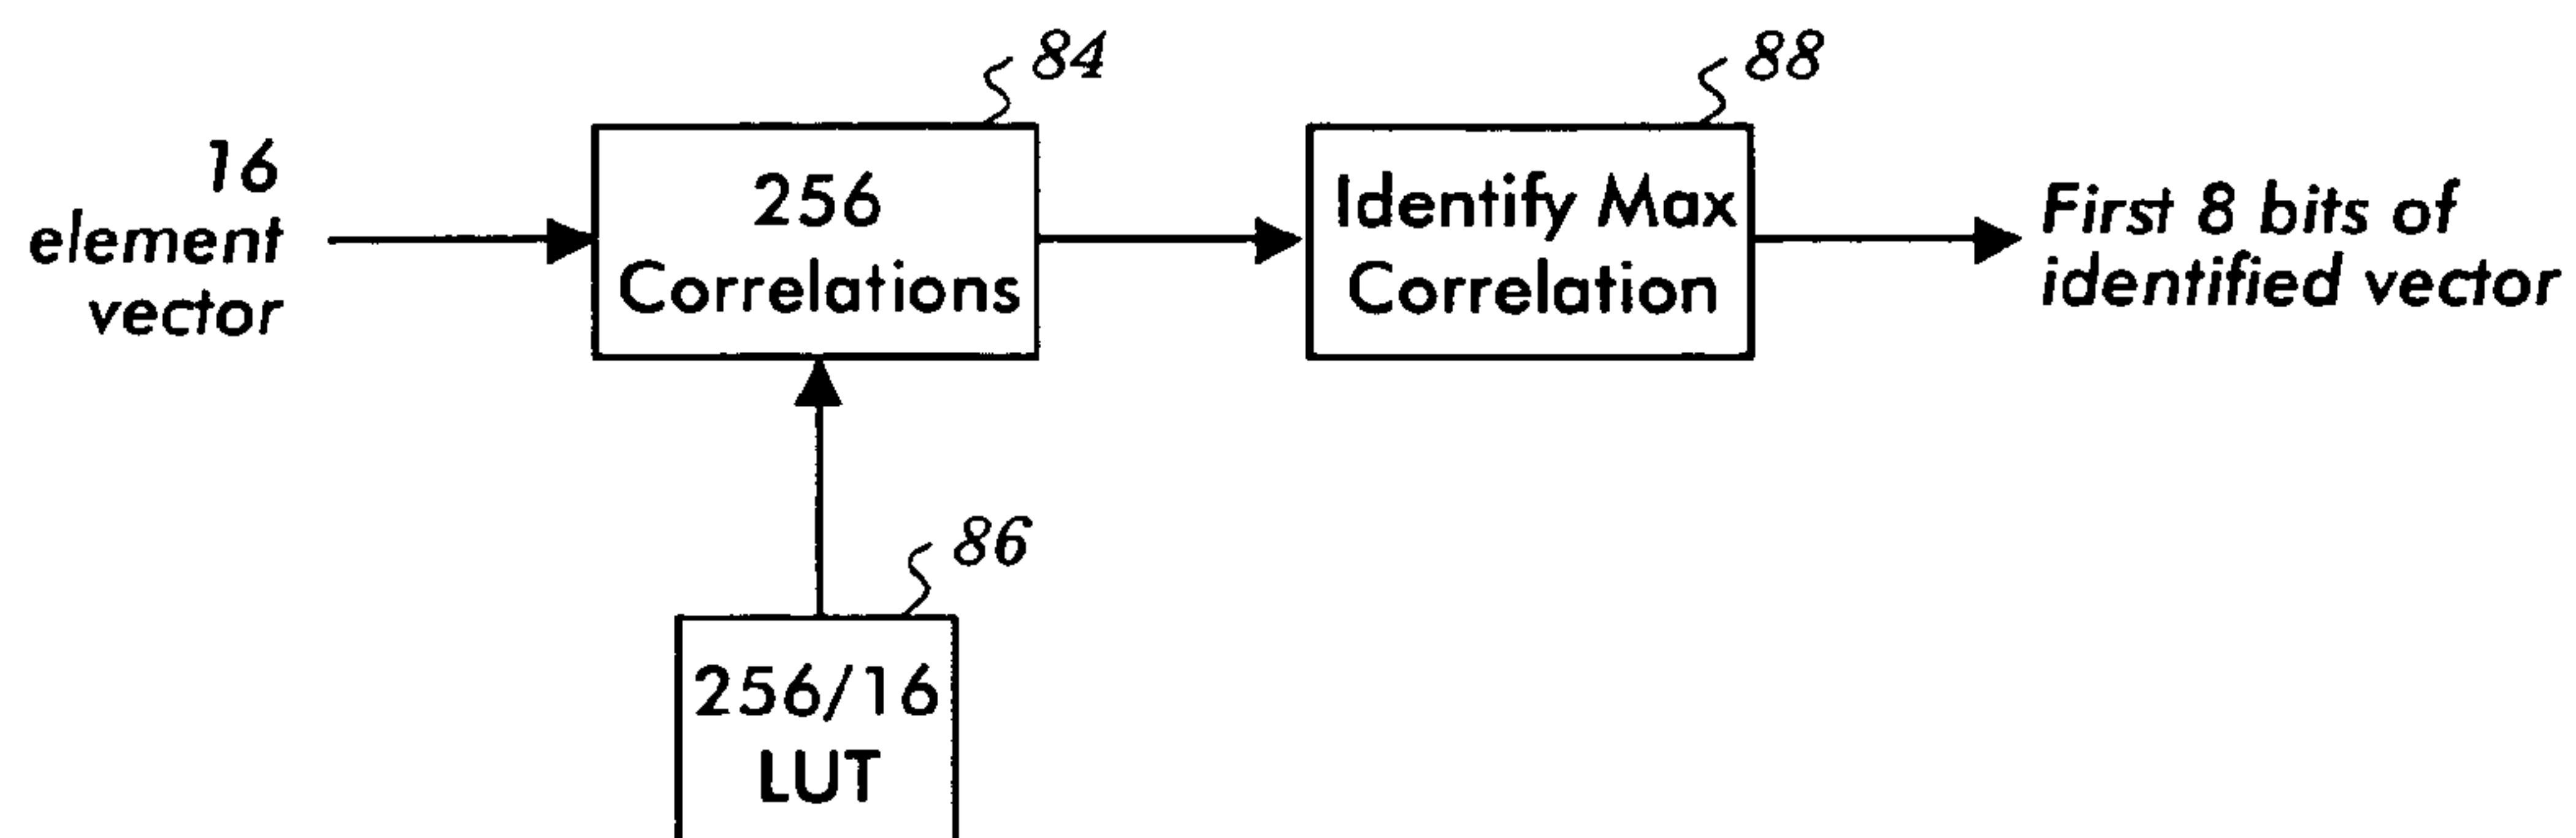 84
88
16
element
vector
256
Correlations
Identify Max
Correlation
First 8 bits of
identified vector
86
256/16
LUT